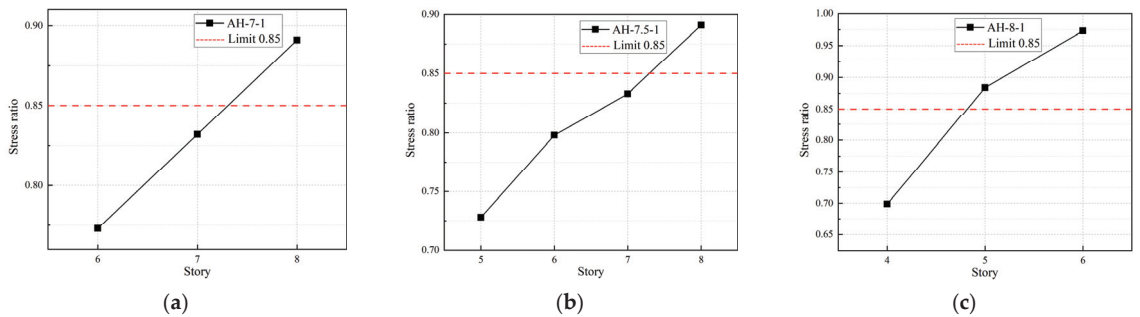 0.90
0.85
0.80
Stress ratio
AH-7-1
Limit 0.85
6
7
8
Story
(a)
0.90
0.85
0.80
0.75
0.70
Stress ratio
AH-7.5-1
Limit 0.85
5
6
7
8
Story
(b)
1.00
0.95
0.90
0.85
0.80
0.75
0.70
0.65
Stress ratio
AH-8-1
Limit 0.85
4
5
6
Story
(c)